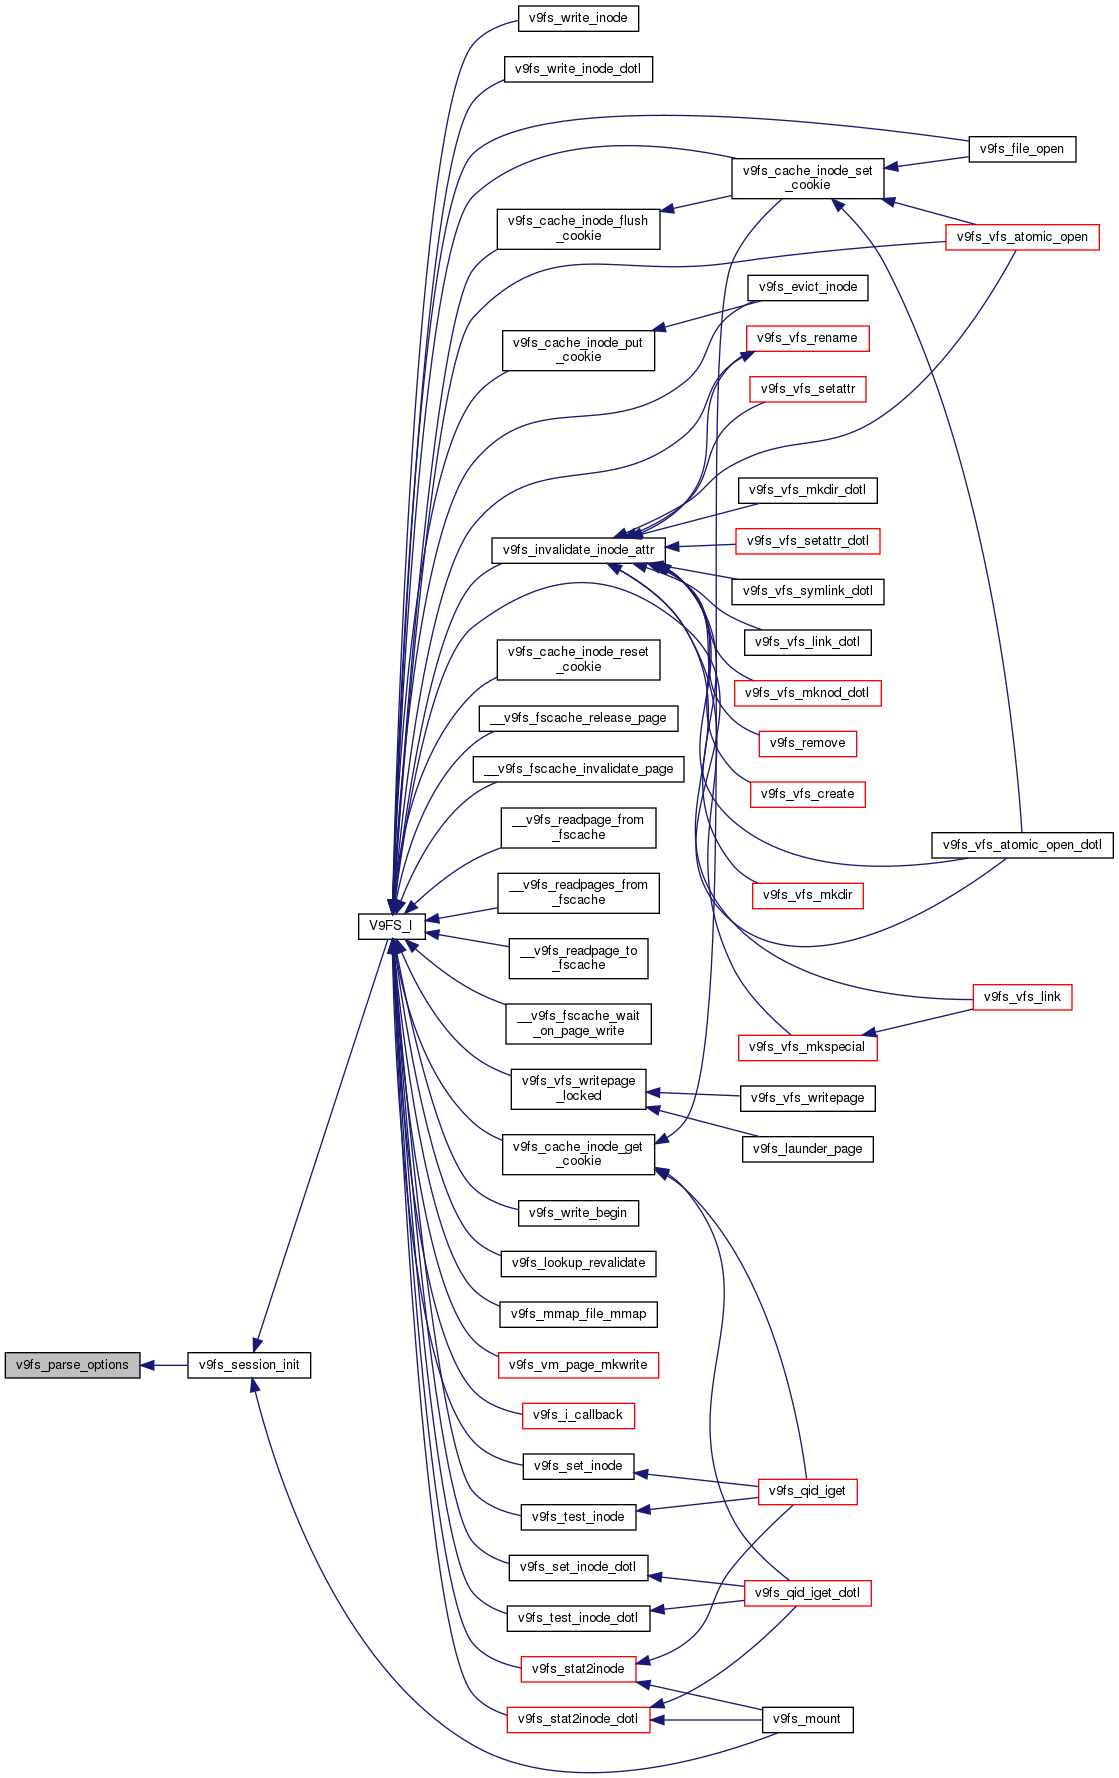 v9fs_write_inode
v9fs_write_inode_dotl
v9fs_file_open
v9fs_cache_inode_set
_cookie
v9fs_cache_inode_flush
_cookie
v9fs_vfs_atomic_open
v9fs_evict_inode
v9fs_cache_inode_put
_cookie
v9fs_vfs_rename
v9fs_vfs_setattr
v9fs_vfs_mkdir_dotl
v9fs_invalidate_inode_attr
v9fs_vfs_setattr_dotl
v9fs_vfs_symlink_dotl
v9fs_vfs_link_dotl
v9fs_cache_inode_reset
_cookie
v9fs_vfs_mknod_dotl
__v9fs_fscache_release_page
v9fs_remove
__v9fs_fscache_invalidate_page
v9fs_vfs_create
__v9fs_readpage_from
_fscache
v9fs_vfs_atomic_open_dotl
__v9fs_readpages_from
_fscache
v9fs_vfs_mkdir
V9FS_I
__v9fs_readpage_to
_fscache
v9fs_vfs_link
__v9fs_fscache_wait
_on_page_write
v9fs_vfs_mkspecial
v9fs_vfs_writepage
_locked
v9fs_vfs_writepage
v9fs_launder_page
v9fs_cache_inode_get
_cookie
v9fs_write_begin
v9fs_lookup_revalidate
v9fs_mmap_file_mmap
v9fs_parse_options
v9fs_session_init
v9fs_vm_page_mkwrite
v9fs_i_callback
v9fs_set_inode
v9fs_qid_iget
v9fs_test_inode
v9fs_set_inode_dotl
v9fs_qid_iget_dotl
v9fs_test_inode_dotl
v9fs_stat2inode
v9fs_stat2inode_dotl
v9fs_mount